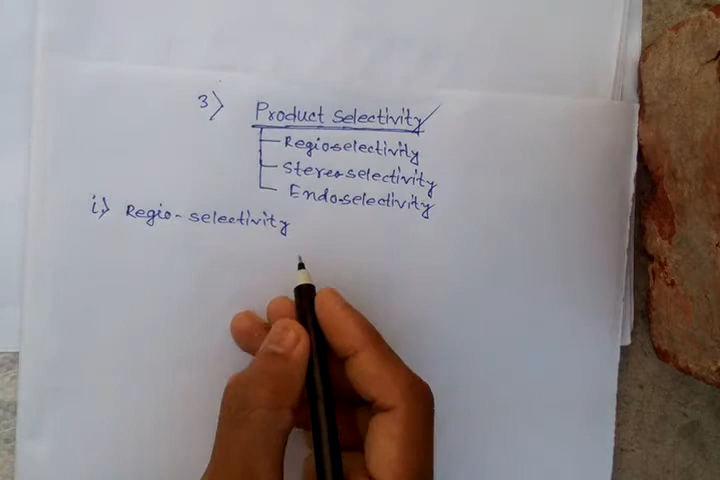 3) Product Selectivity
Regioselectivity
Stereoselectivity
Endoselectivity
i) Regio-selectivity